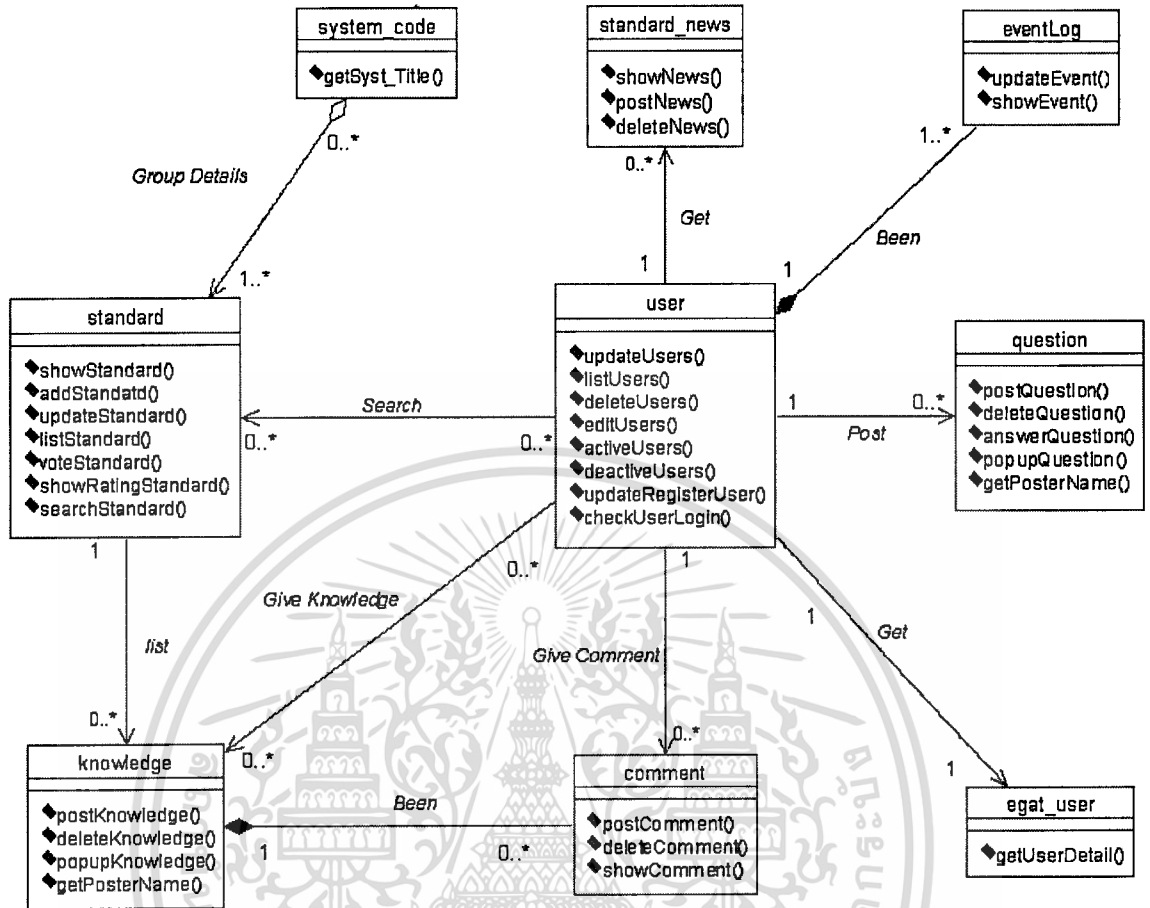 system_code
getSyst_Title()
standard_news
showNews()
postNews()
deleteNews()
eventLog
updateEvent()
showEvent()
0..*
Group Details
1..*
0..*
Get
1
1..*
Been
1
standard
showStandard()
addStandatd()
updateStandard()
listStandard()
voteStandard()
showRatingStandard()
searchStandard()
Search
0..*
0..*
user
updateUsers()
listUsers()
deleteUsers()
editUsers()
activeUsers()
deactiveUsers()
updateRegisterUser()
checkUserLogin()
1
0..*
Post
question
postQuestion()
deleteQuestion()
answerQuestion()
popupQuestion()
getPosterName()
1
list
0..*
0..*
Give Knowledge
0..*
1
Give Comment
0..*
1
Get
1
knowledge
postKnowledge()
deleteKnowledge()
popupKnowledge()
getPosterName()
Been
1
0..*
comment
postComment()
deleteComment()
showComment()
egat_user
getUserDetail()